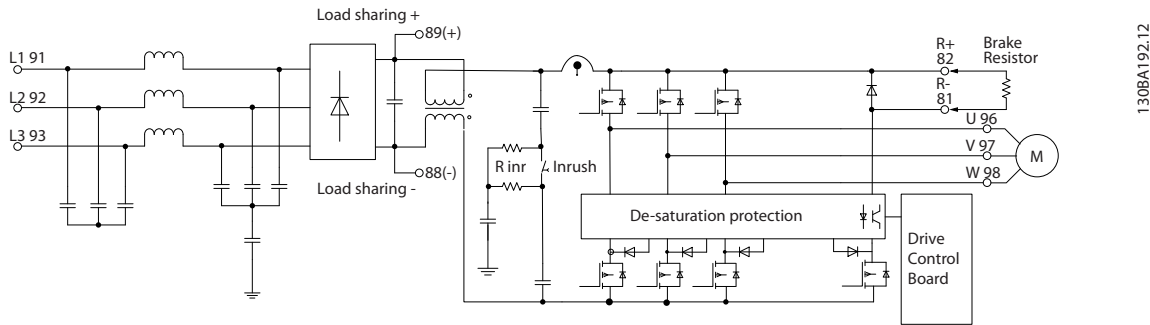 Load sharing +
89(+)
L1 91
L2 92
L3 93
88(-)
Load sharing -
R inr
Inrush
R+
82
Brake
Resistor
R-
81
U 96
V 97
W 98
M
De-saturation protection
Drive
Control
Board
130BA192.12